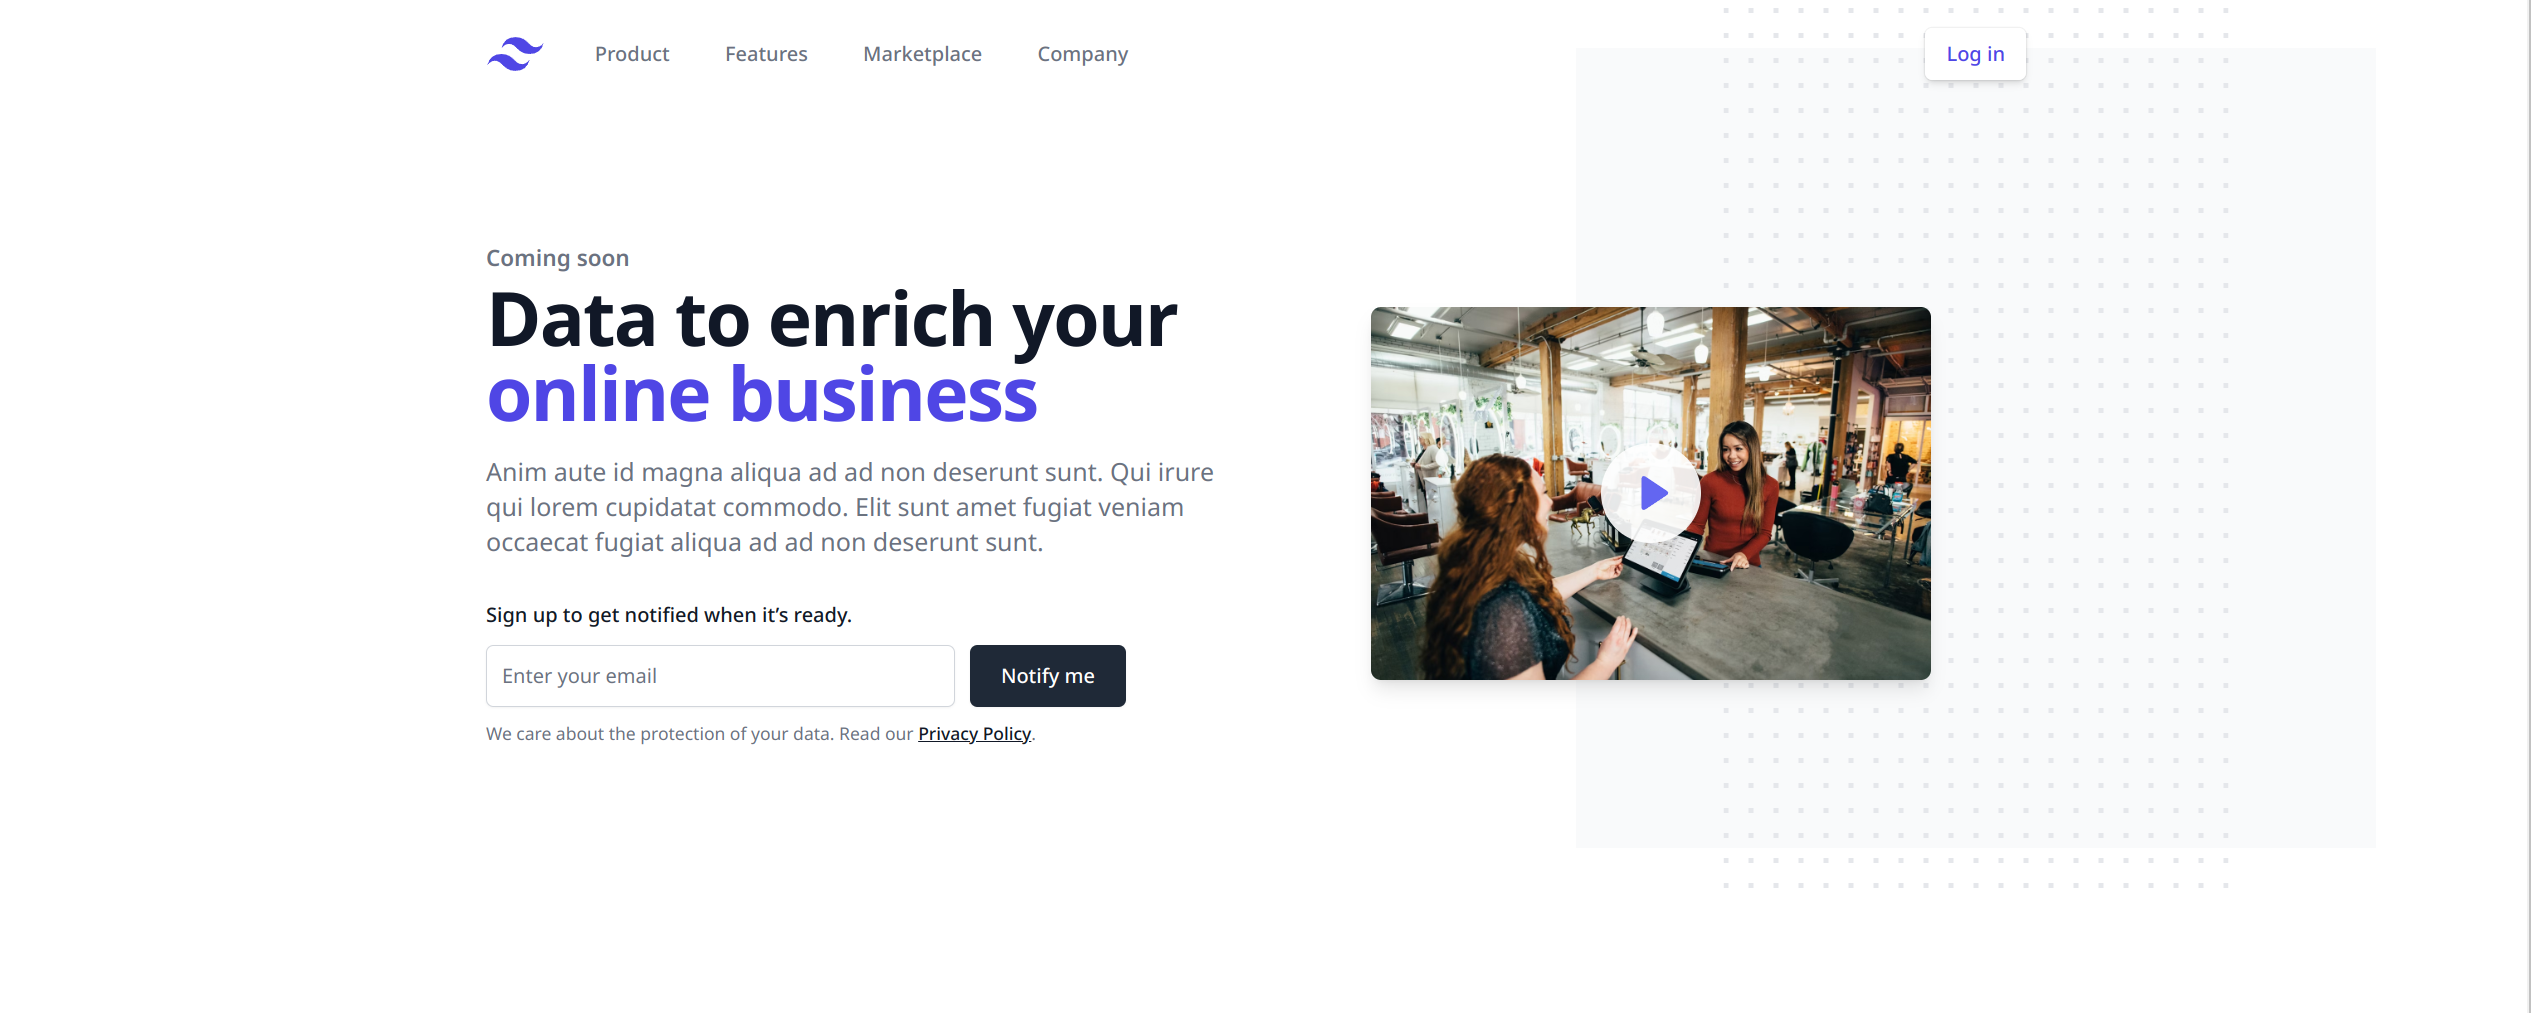 Product Features Marketplace Company Log in
Coming soon
Data to enrich your
online business
Anim aute id magna aliqua ad ad non deserunt sunt. Qui irure
qui lorem cupidatat commodo. Elit sunt amet fugiat veniam
occaecat fugiat aliqua ad ad non deserunt sunt.
Sign up to get notified when it’s ready.
Enter your email
Notify me
We care about the protection of your data. Read our Privacy Policy.